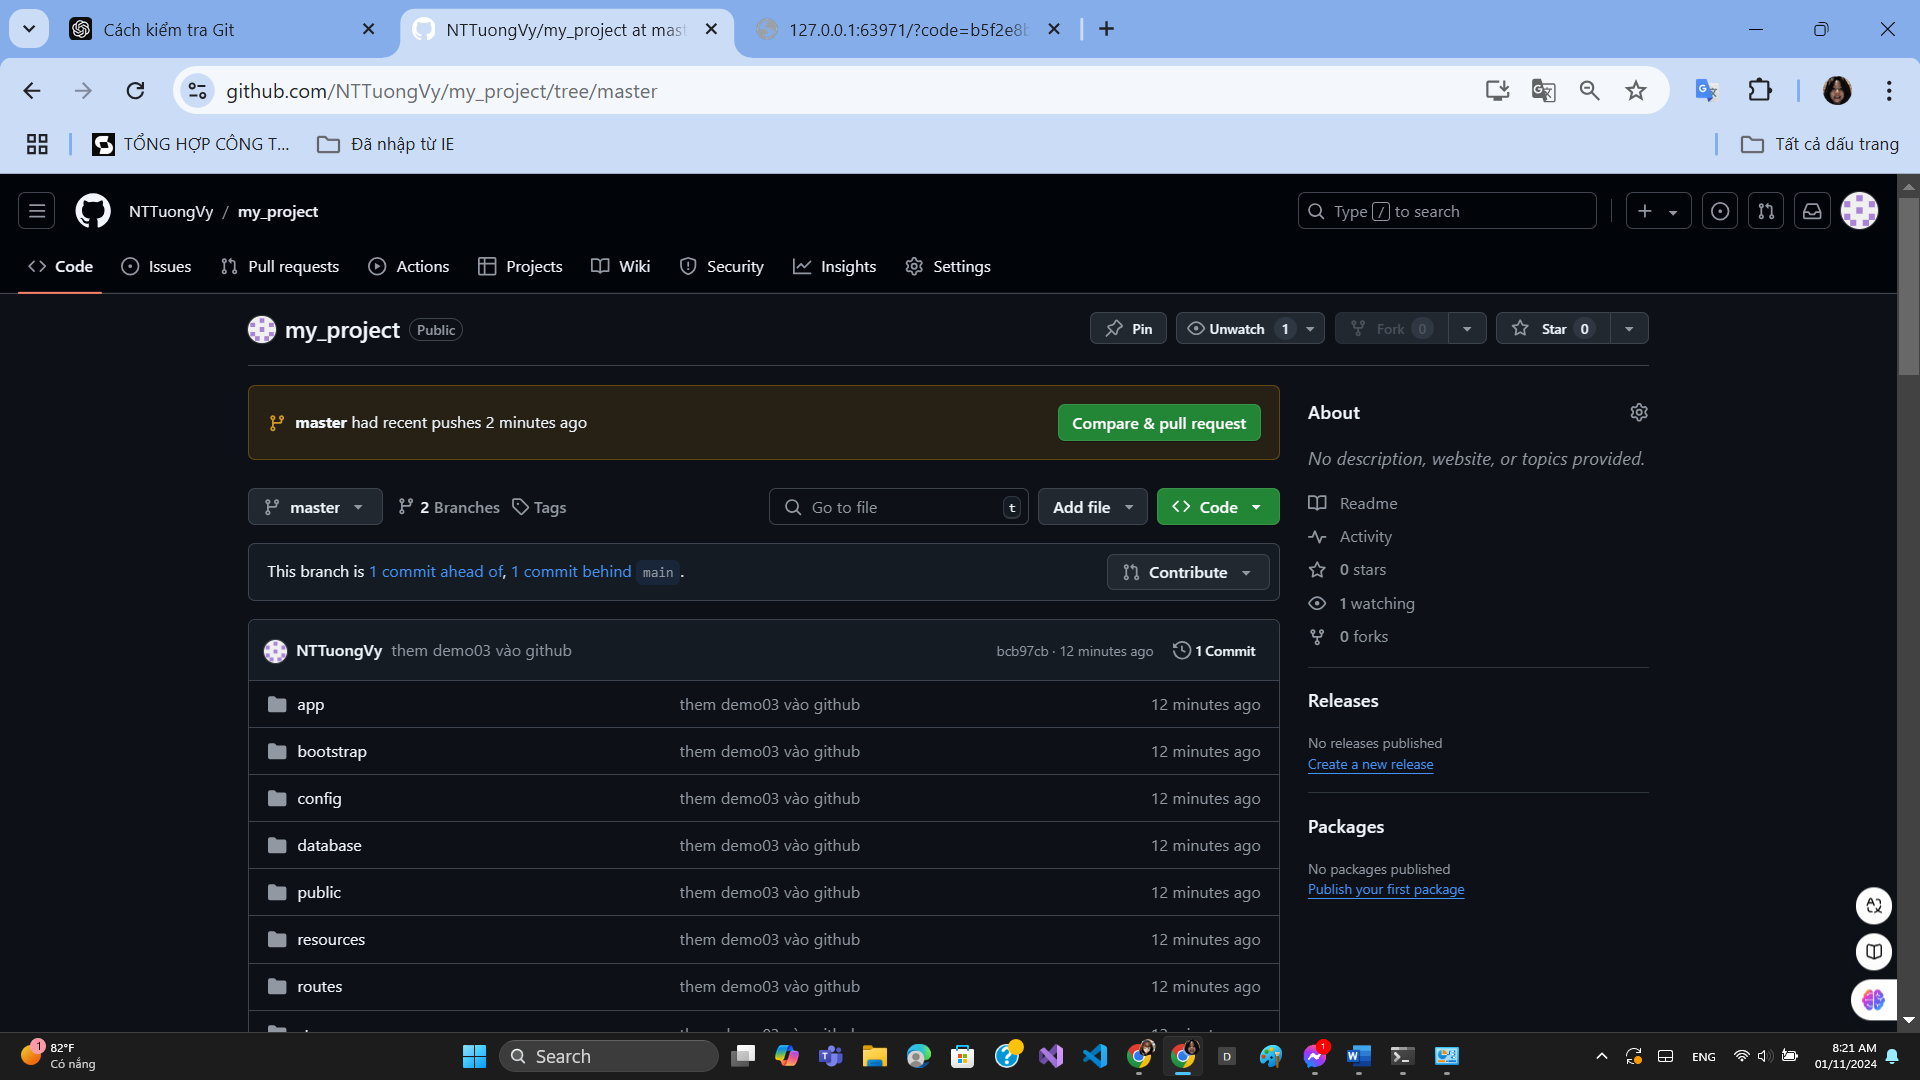 Cách kiểm tra Git
NTTuongVy/my_project at mast
127.0.0.1:63971/?code=b5f2e8b
github.com/NTTuongVy/my_project/tree/master
TỔNG HỢP CÔNG T...
Đã nhập từ IE
Tất cả dấu trang
NTTuongVy / my_project
Type / to search
Code
Issues
Pull requests
Actions
Projects
Wiki
Security
Insights
Settings
my_project Public
Pin
Unwatch 1
Fork 0
Star 0
master had recent pushes 2 minutes ago
Compare & pull request
master
2 Branches
Tags
Go to file t
Add file
Code
This branch is 1 commit ahead of, 1 commit behind main .
Contribute
NTTuongVy them demo03 vào github
bcb97cb · 12 minutes ago
1 Commit
app them demo03 vào github 12 minutes ago
bootstrap them demo03 vào github 12 minutes ago
config them demo03 vào github 12 minutes ago
database them demo03 vào github 12 minutes ago
public them demo03 vào github 12 minutes ago
resources them demo03 vào github 12 minutes ago
routes them demo03 vào github 12 minutes ago
About
No description, website, or topics provided.
Readme
Activity
0 stars
1 watching
0 forks
Releases
No releases published
Create a new release
Packages
No packages published
Publish your first package
1
82°F
Có nắng
Search
D
1
ENG
8:21 AM
01/11/2024